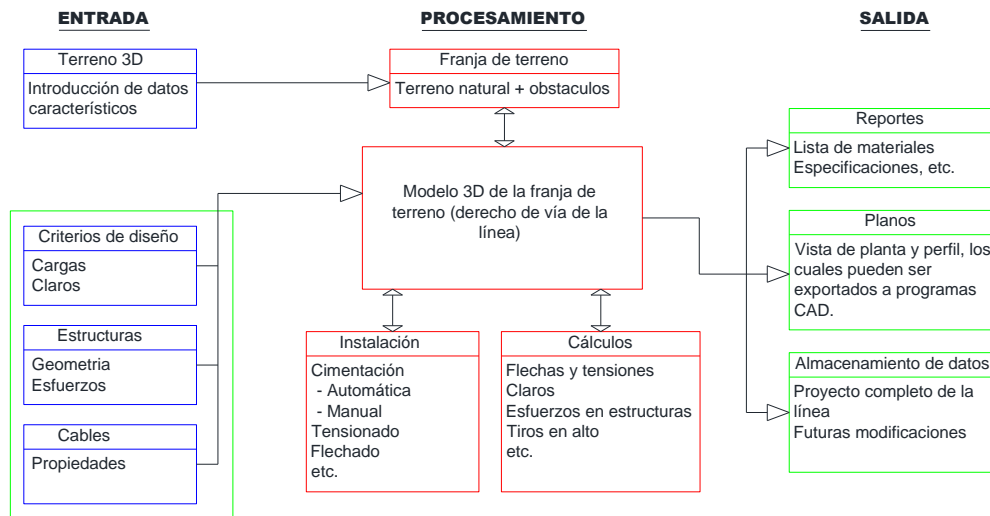 ENTRADA
Terreno 3D
Introducción de datos
característicos
Criterios de diseño
Cargas
Claros
Estructuras
Geometria
Esfuerzos
Cables
Propiedades
PROCESAMIENTO
Franja de terreno
Terreno natural + obstaculos
Modelo 3D de la franja de
terreno (derecho de vía de la
línea)
Instalación
Cimentación
- Automática
- Manual
Tensionado
Flechado
etc.
Cálculos
Flechas y tensiones
Claros
Esfuerzos en estructuras
Tiros en alto
etc.
SALIDA
Reportes
Lista de materiales
Especificaciones, etc.
Planos
Vista de planta y perfil, los
cuales pueden ser
exportados a programas
CAD.
Almacenamiento de datos
Proyecto completo de la
línea
Futuras modificaciones